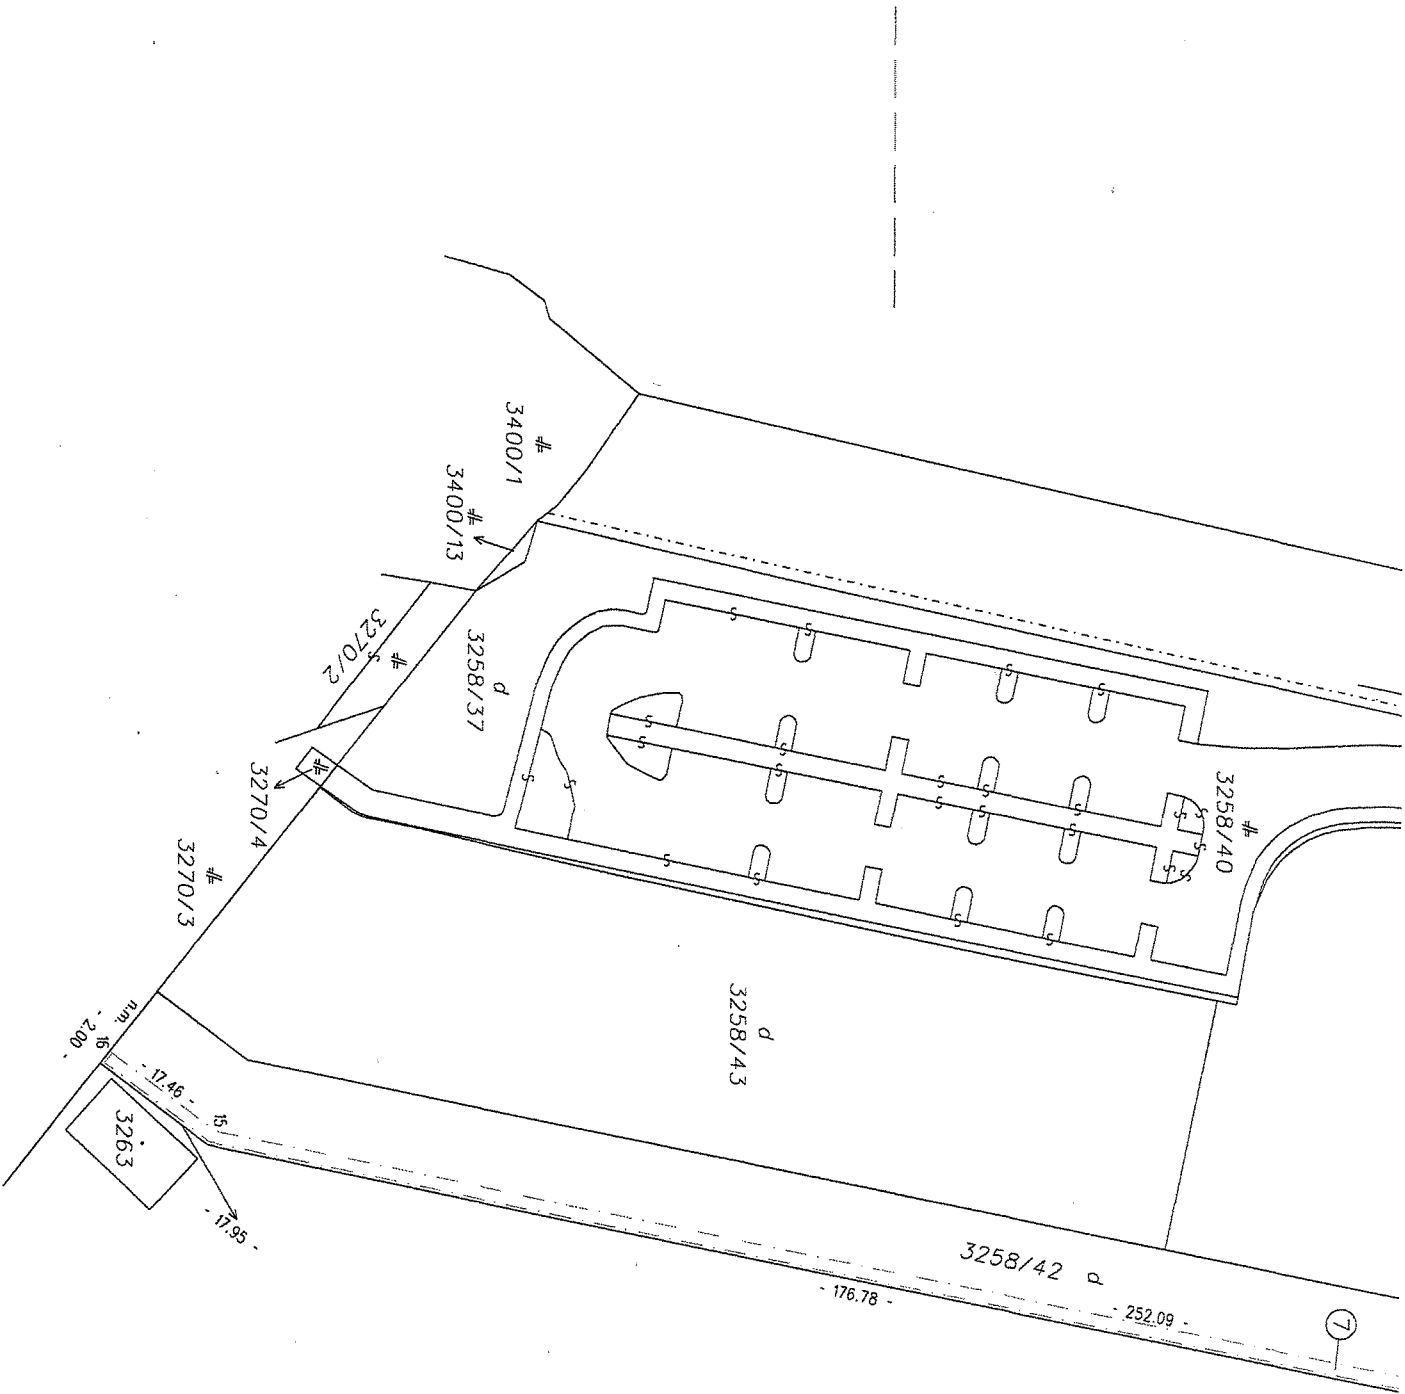 3400/1
3400/13
3270/2
3258/37
d
3270/4
3270/3
3258/40
3258/43
d
n.m.
16
- 2.00 -
- 17.46 -
15
3263
- 17.95 -
3258/42 d
- 176.78 -
- 252.09 -
7